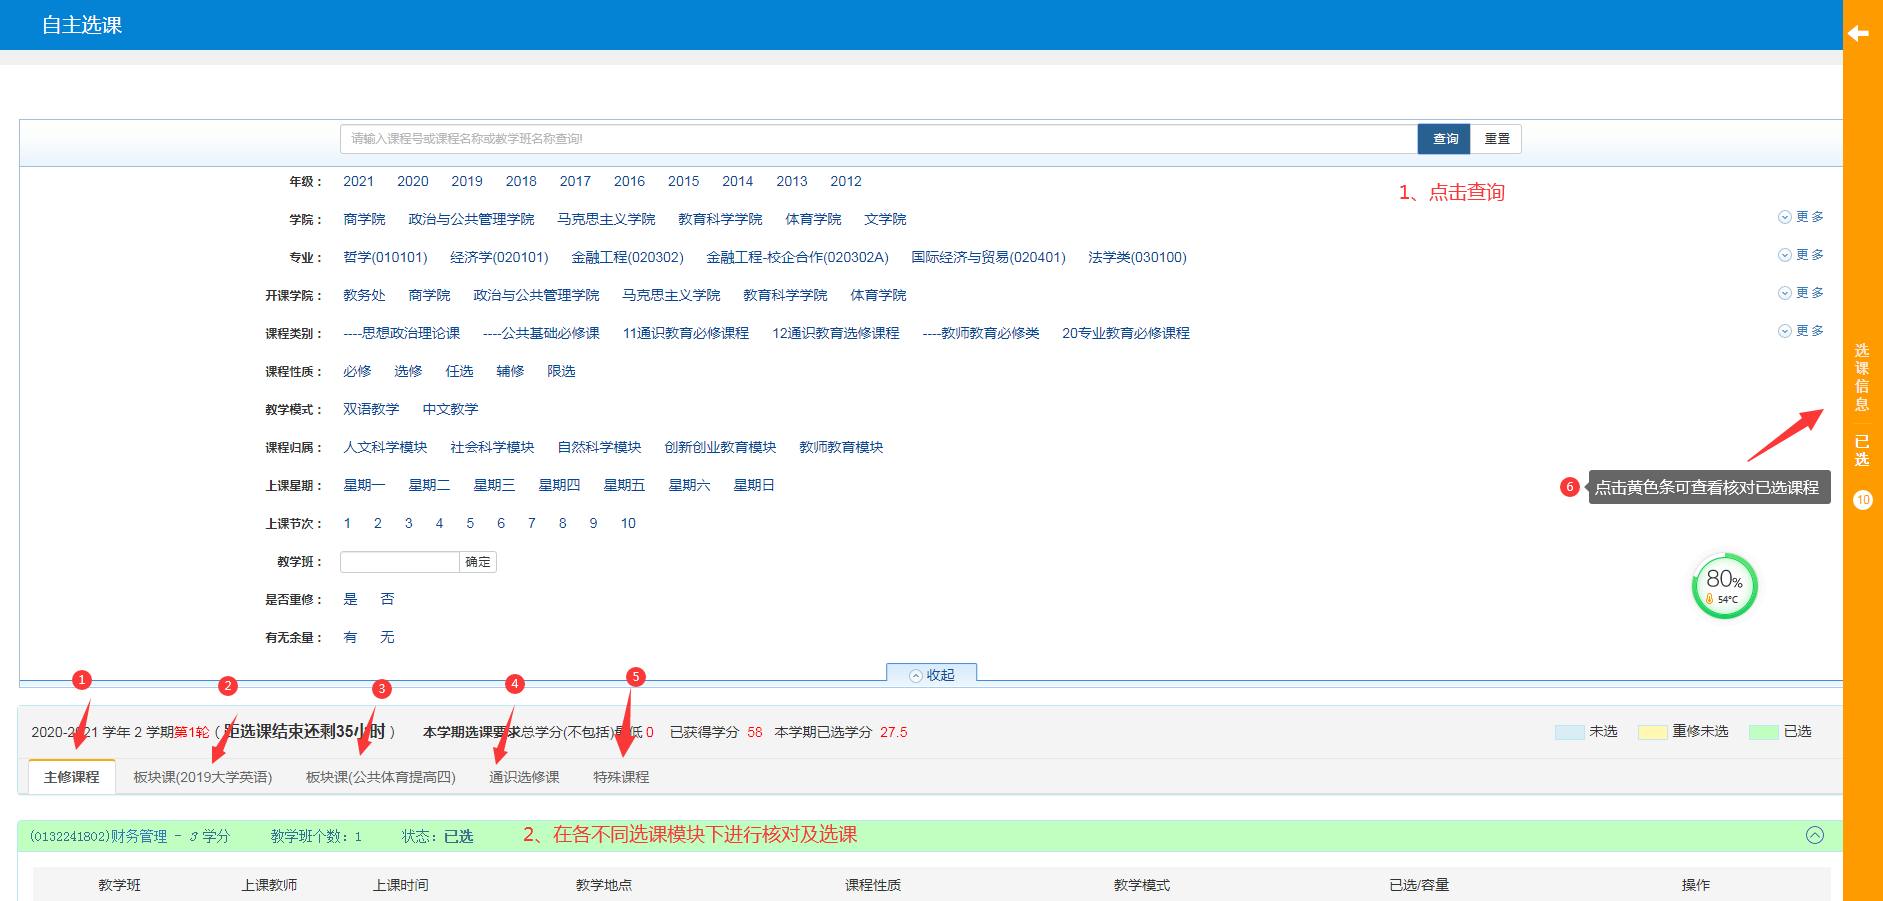 自主选课
请输入课程号或课程名称或教学班名称查询! 查询 重置
年级： 2021 2020 2019 2018 2017 2016 2015 2014 2013 2012
1、点击查询
学院： 商学院 政治与公共管理学院 马克思主义学院 教育科学学院 体育学院 文学院 更多
专业： 哲学(010101) 经济学(020101) 金融工程(020302) 金融工程-校企合作(020302A) 国际经济与贸易(020401) 法学类(030100) 更多
开课学院： 教务处 商学院 政治与公共管理学院 马克思主义学院 教育科学学院 体育学院 更多
课程类别： ----思想政治理论课 ----公共基础必修课 11通识教育必修课程 12通识教育选修课程 ----教师教育必修类 20专业教育必修课程 更多
课程性质： 必修 选修 任选 辅修 限选
教学模式： 双语教学 中文教学
课程归属： 人文科学模块 社会科学模块 自然科学模块 创新创业教育模块 教师教育模块
上课星期： 星期一 星期二 星期三 星期四 星期五 星期六 星期日
上课节次： 1 2 3 4 5 6 7 8 9 10
教学班： 确定
是否重修： 是 否
有无余量： 有 无
选课信息
已选
10
6 点击黄色条可查看核对已选课程
80%
54°C
收起
1 2 3 4 5
2020-2021 学年 2 学期第1轮（距选课结束还剩35小时） 本学期选课要求总学分(不包括)最低 0 已获得学分 58 本学期已选学分 27.5 未选 重修未选 已选
主修课程 板块课(2019大学英语) 板块课(公共体育提高四) 通识选修课 特殊课程
(0132241802)财务管理 - 3 学分 教学班个数：1 状态：已选 2、在各不同选课模块下进行核对及选课
教学班 上课教师 上课时间 教学地点 课程性质 教学模式 已选/容量 操作